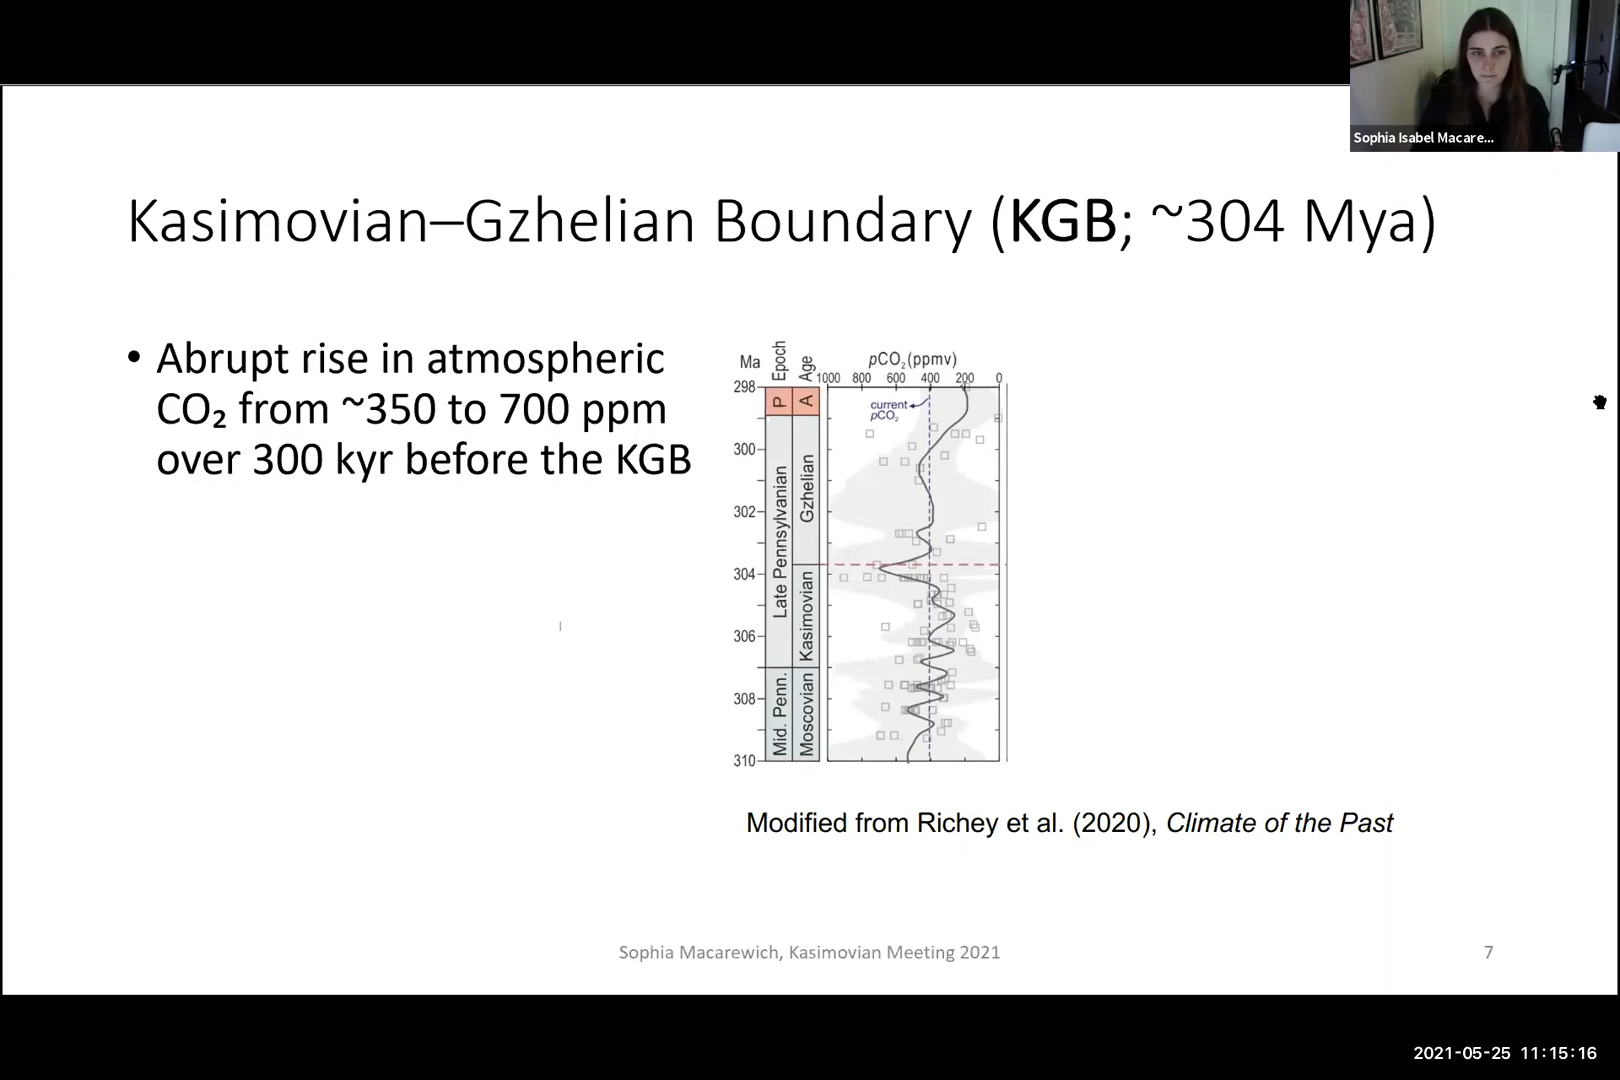 Sophia Isabel Macare...
Kasimovian–Gzhelian Boundary (KGB; ~304 Mya)
• Abrupt rise in atmospheric
CO₂ from ~350 to 700 ppm
over 300 kyr before the KGB
Ma
Epoch
Age
pCO₂(ppmv)
1000 800 600 400 200 0
298
300
302
304
306
308
310
P
A
Late Pennsylvanian
Gzhelian
Kasimovian
Mid. Penn.
Moscovian
current
pCO₂
Modified from Richey et al. (2020), Climate of the Past
Sophia Macarewich, Kasimovian Meeting 2021
7
2021-05-25 11:15:16